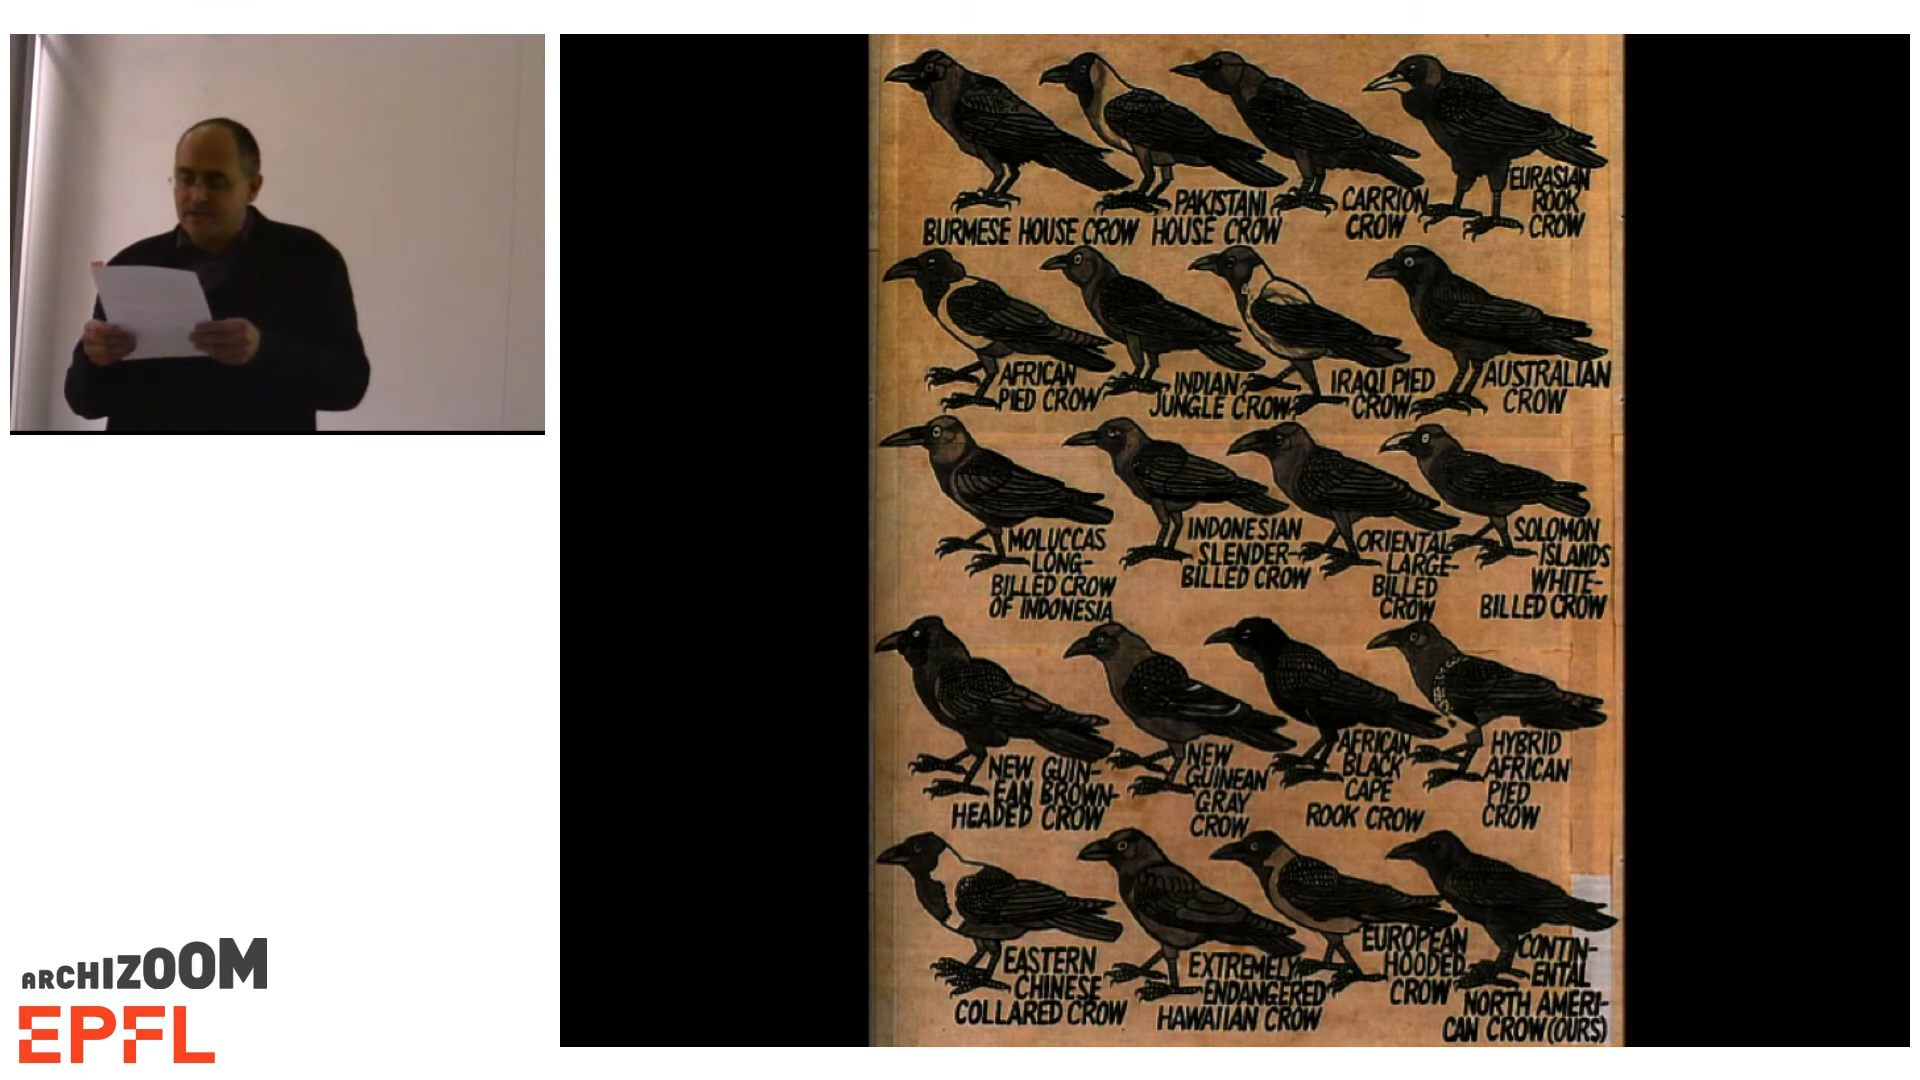 BURMESE HOUSE CROW
PAKISTANI
HOUSE CROW
CARRION
CROW
EURASIAN
ROOK
CROW
AFRICAN
PIED CROW
INDIAN
JUNGLE CROW
IRAQI PIED
CROW
AUSTRALIAN
CROW
MOLUCCAS
LONG-
BILLED CROW
OF INDONESIA
INDONESIAN
SLENDER-
BILLED CROW
ORIENTAL
LARGE-
BILLED
CROW
SOLOMON
ISLANDS
WHITE-
BILLED CROW
NEW GUIN-
EAN BROWN-
HEADED CROW
NEW
GUINEAN
GRAY
CROW
AFRICAN
BLACK
CAPE
ROOK CROW
HYBRID
AFRICAN
PIED
CROW
EASTERN
CHINESE
COLLARED CROW
EXTREMELY
ENDANGERED
HAWAIIAN CROW
EUROPEAN
HOODED
CROW
CONTIN-
ENTAL
NORTH AMERI-
CAN CROW (OURS)
ARCHIZOOM
EPFL